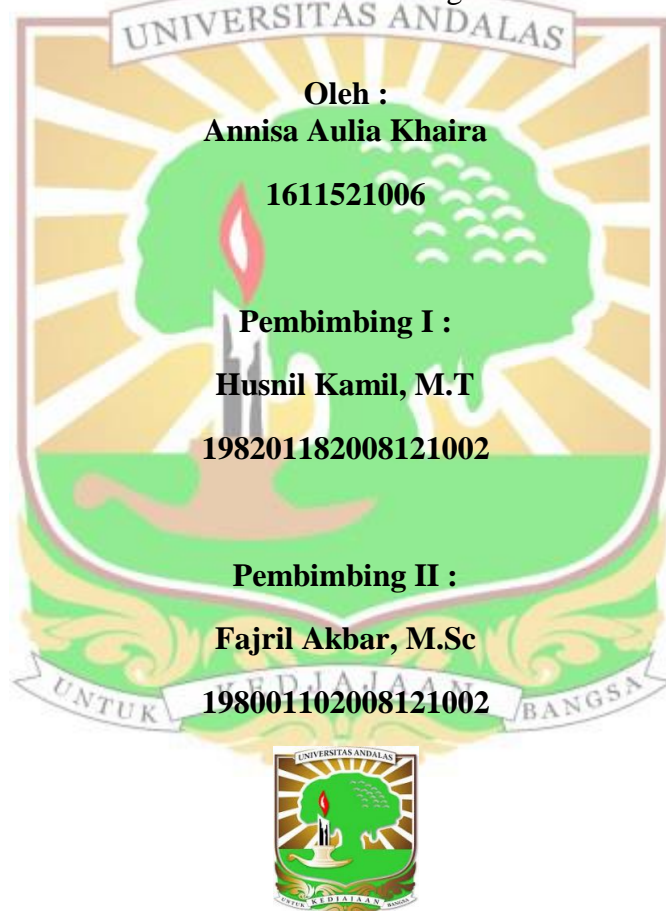 UNIVERSITAS ANDALAS
Oleh :
Annisa Aulia Khaira
1611521006
Pembimbing I :
Husnil Kamil, M.T
198201182008121002
Pembimbing II :
Fajril Akbar, M.Sc
198001102008121002
UNTUK KEDJAJAAN BANGSA
UNIVERSITAS ANDALAS
UNTUK KEDJAJAAN BANGSA